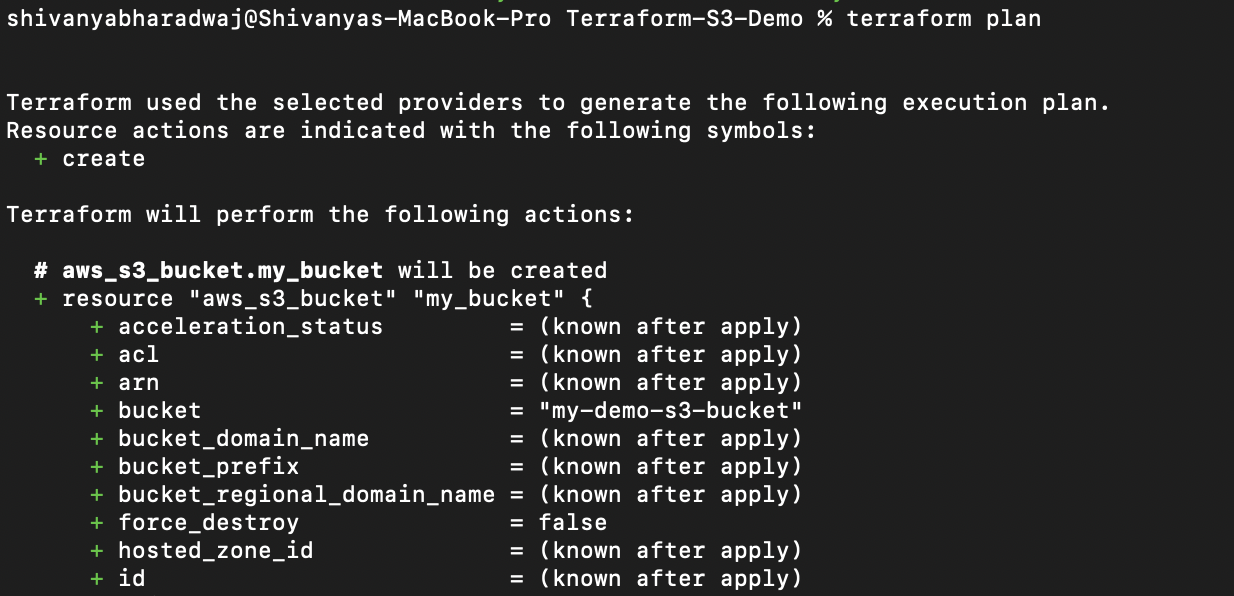 shivanyabharadwaj@Shivanyas-MacBook-Pro Terraform-S3-Demo % terraform plan
Terraform used the selected providers to generate the following execution plan.
Resource actions are indicated with the following symbols:
  + create
Terraform will perform the following actions:
  # aws_s3_bucket.my_bucket will be created
  + resource "aws_s3_bucket" "my_bucket" {
      + acceleration_status         = (known after apply)
      + acl                         = (known after apply)
      + arn                         = (known after apply)
      + bucket                      = "my-demo-s3-bucket"
      + bucket_domain_name          = (known after apply)
      + bucket_prefix               = (known after apply)
      + bucket_regional_domain_name = (known after apply)
      + force_destroy               = false
      + hosted_zone_id              = (known after apply)
      + id                          = (known after apply)